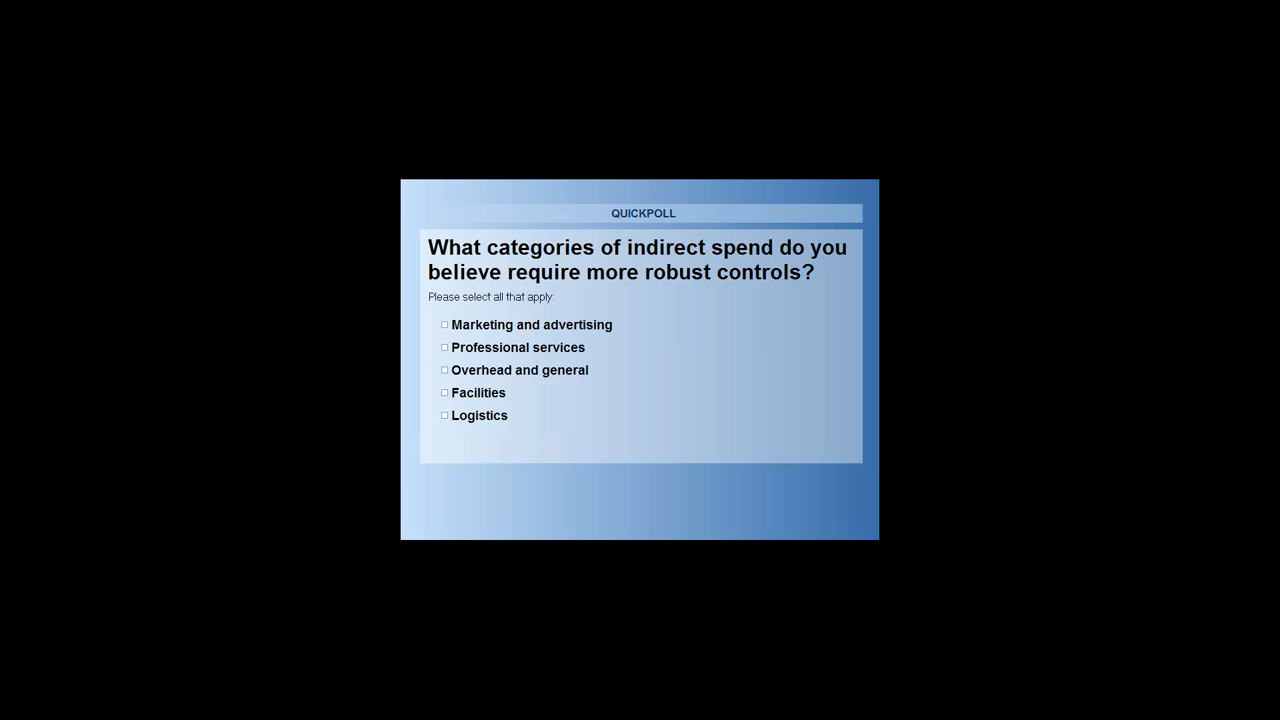 QUICKPOLL
What categories of indirect spend do you
believe require more robust controls?
Please select all that apply:
Marketing and advertising
Professional services
Overhead and general
Facilities
Logistics